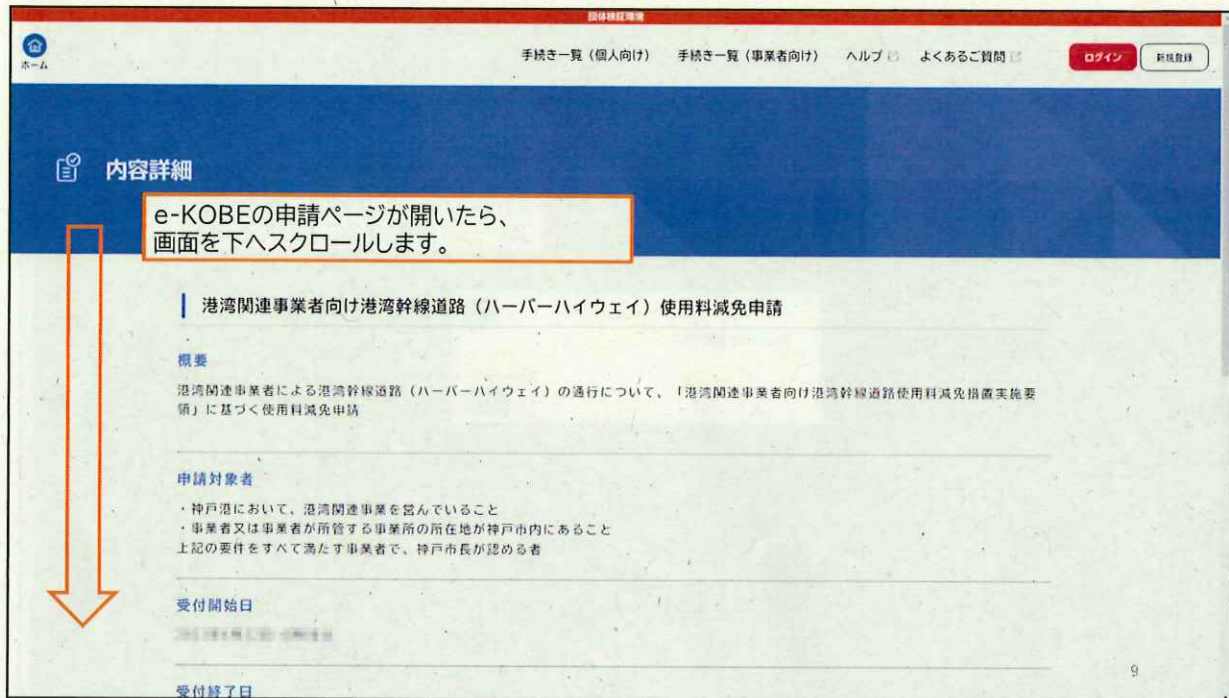 団体検証環境
ホーム
手続き一覧（個人向け） 手続き一覧（事業者向け） ヘルプ よくあるご質問 ログイン 新規登録
内容詳細
e-KOBEの申請ページが開いたら、
画面を下へスクロールします。
港湾関連事業者向け港湾幹線道路（ハーバーハイウェイ）使用料減免申請
概要
港湾関連事業者による港湾幹線道路（ハーバーハイウェイ）の通行について、「港湾関連事業者向け港湾幹線道路使用料減免措置実施要
領」に基づく使用料減免申請
申請対象者
・神戸港において、港湾関連事業を営んでいること
・事業者又は事業者が所管する事業所の所在地が神戸市内にあること
上記の要件をすべて満たす事業者で、神戸市長が認める者
受付開始日
受付終了日
9